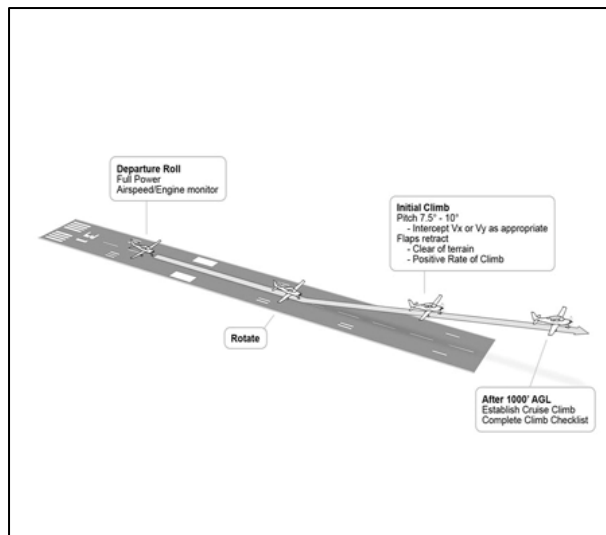 Departure Roll
Full Power
Airspeed/Engine monitor
Initial Climb
Pitch 7.5° - 10°
- Intercept Vx or Vy as appropriate
Flaps retract
- Clear of terrain
- Positive Rate of Climb
Rotate
After 1000' AGL
Establish Cruise Climb
Complete Climb Checklist